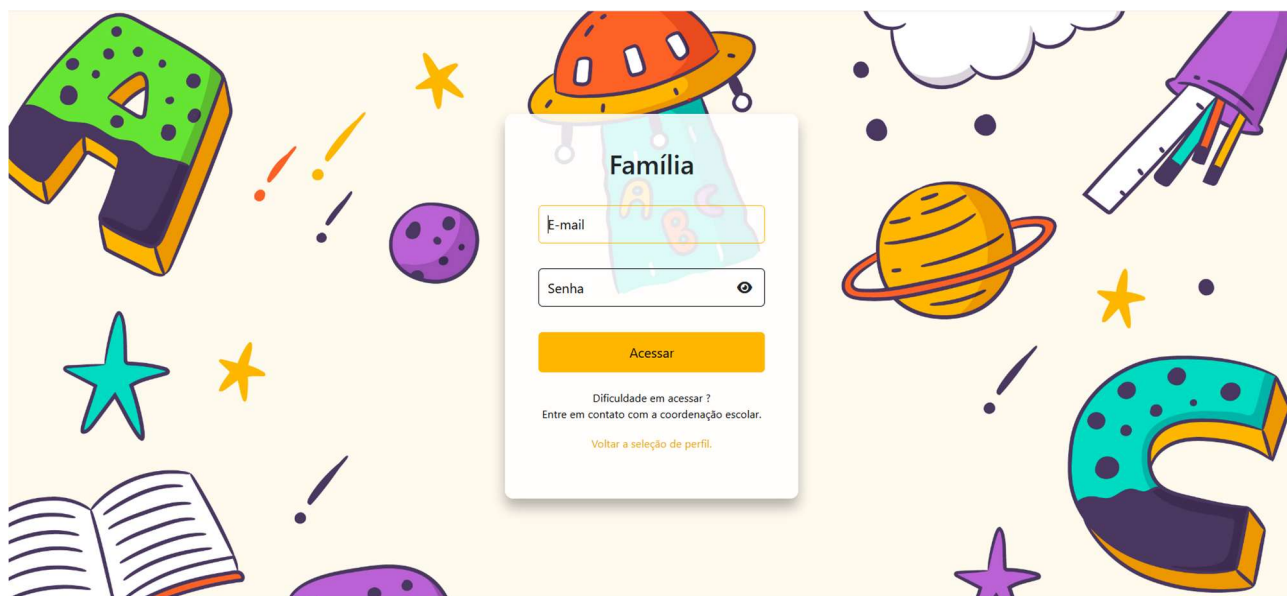 A
Família
A B C
E-mail
Senha
Acessar
Dificuldade em acessar ?
Entre em contato com a coordenação escolar.
Voltar a seleção de perfil.
C